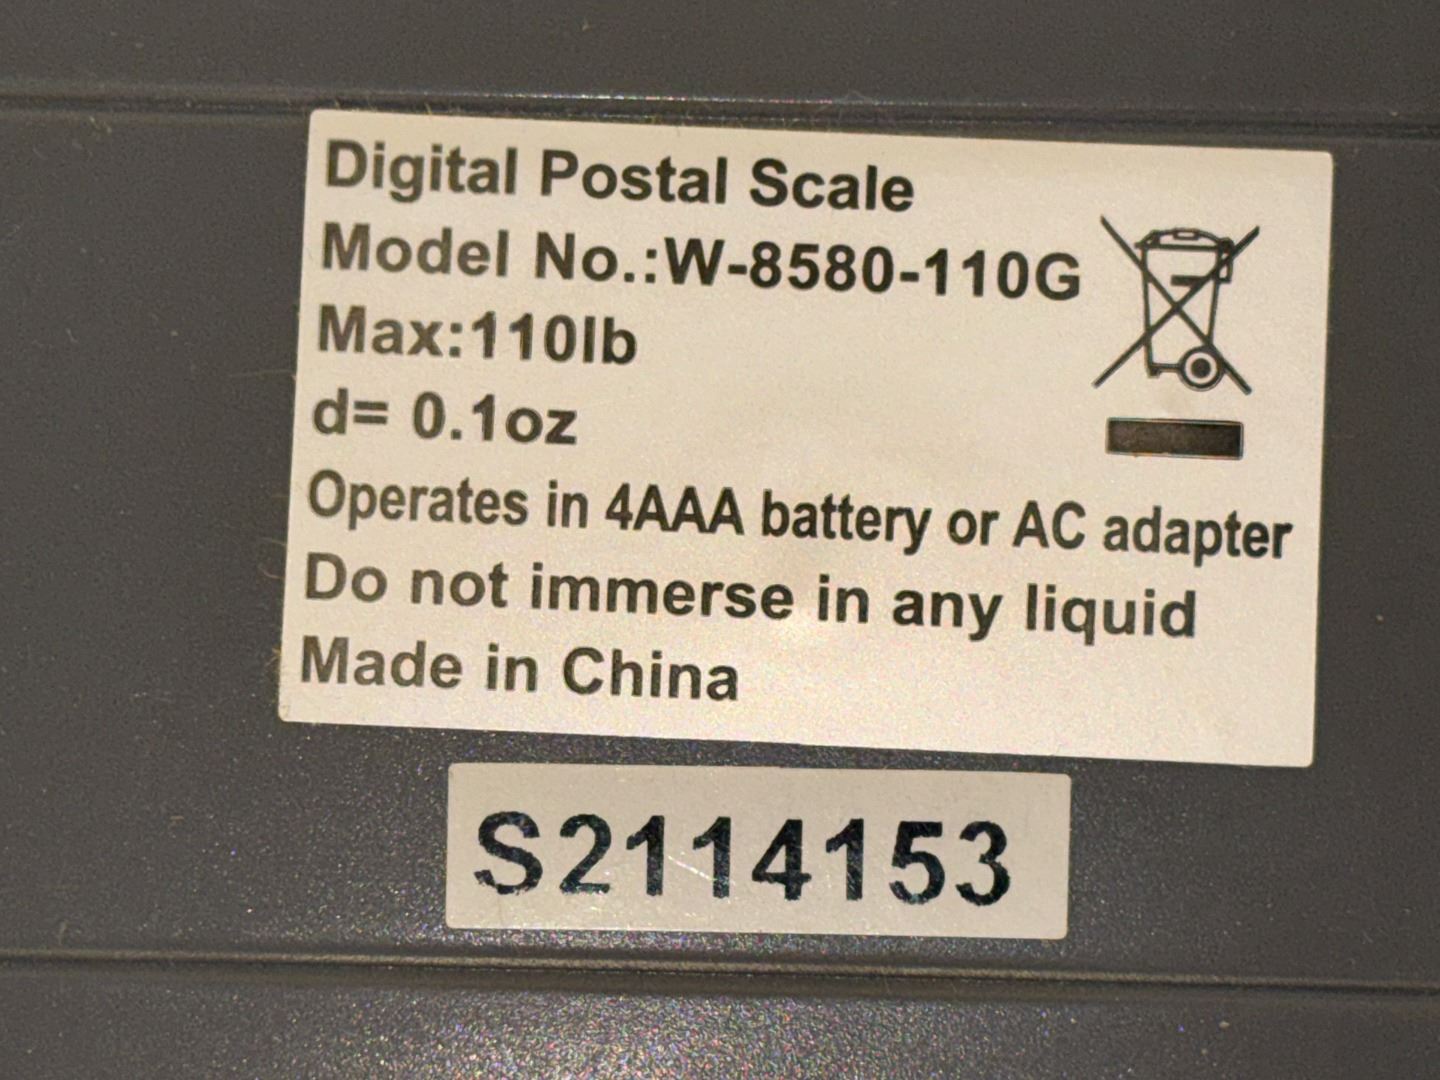 Digital Postal Scale
Model No.:W-8580-110G
Max:110lb
d= 0.1oz
Operates in 4AAA battery or AC adapter
Do not immerse in any liquid
Made in China
S2114153